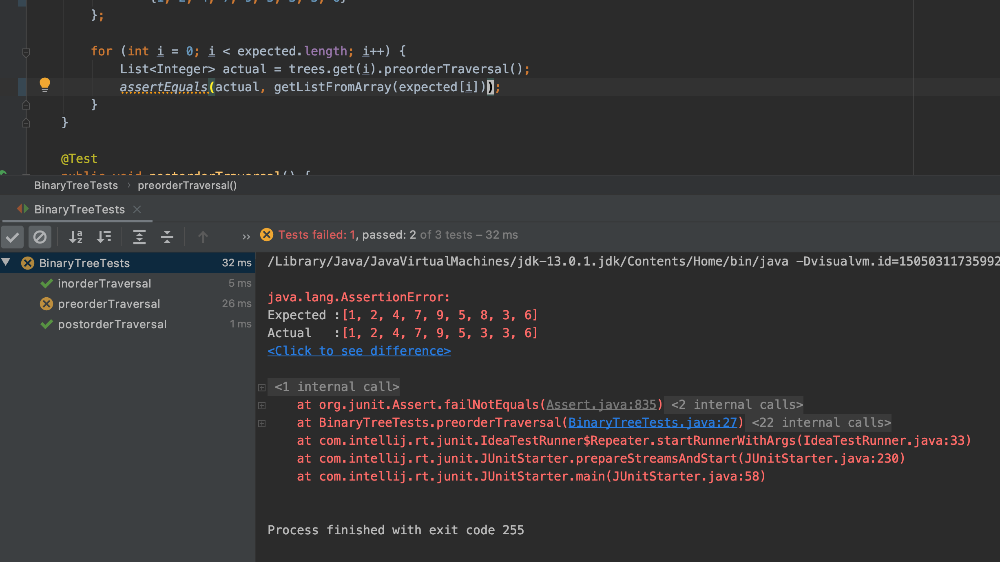 };
for (int i = 0; i < expected.length; i++) {
List<Integer> actual = trees.get(i).preorderTraversal();
assertEquals(actual, getListFromArray(expected[i]));
}
}
@Test
public void postorderTraversal() {
BinaryTreeTests › preorderTraversal()
BinaryTreeTests
Tests failed: 1, passed: 2 of 3 tests – 32 ms
BinaryTreeTests 32 ms
inorderTraversal 5 ms
preorderTraversal 26 ms
postorderTraversal 1 ms
/Library/Java/JavaVirtualMachines/jdk-13.0.1.jdk/Contents/Home/bin/java -Dvisualvm.id=15050311735992
java.lang.AssertionError:
Expected :[1, 2, 4, 7, 9, 5, 8, 3, 6]
Actual   :[1, 2, 4, 7, 9, 5, 3, 3, 6]
<Click to see difference>
<1 internal call>
at org.junit.Assert.failNotEquals(Assert.java:835) <2 internal calls>
at BinaryTreeTests.preorderTraversal(BinaryTreeTests.java:27) <22 internal calls>
at com.intellij.rt.junit.IdeaTestRunner$Repeater.startRunnerWithArgs(IdeaTestRunner.java:33)
at com.intellij.rt.junit.JUnitStarter.prepareStreamsAndStart(JUnitStarter.java:230)
at com.intellij.rt.junit.JUnitStarter.main(JUnitStarter.java:58)
Process finished with exit code 255